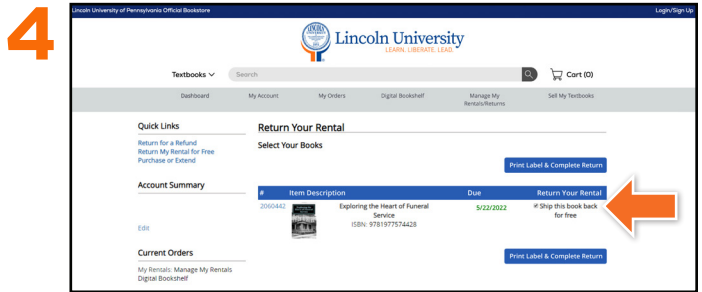 4
Lincoln University of Pennsylvania Official Bookstore
Login/Sign Up
LINCOLN
UNIVERSITY
Lincoln University
LEARN. LIBERATE. LEAD.
Textbooks
Search
Cart (0)
Dashboard
My Account
My Orders
Digital Bookshelf
Manage My
Rentals/Returns
Sell My Textbooks
Quick Links
Return for a Refund
Return My Rental for Free
Purchase or Extend
Account Summary
Edit
Current Orders
My Rentals: Manage My Rentals
Digital Bookshelf
Return Your Rental
Select Your Books
Print Label & Complete Return
# Item Description Due Return Your Rental
2060442 Exploring the Heart of Funeral 5/22/2022 Ship this book back
Service for free
ISBN: 9781977574428
Print Label & Complete Return